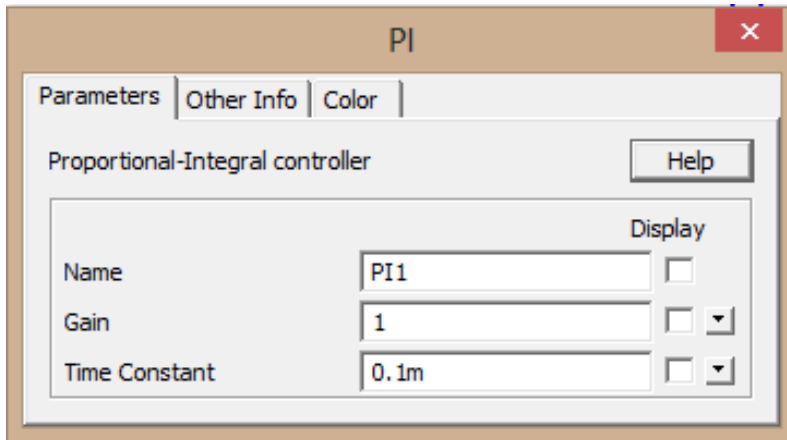 PI
Parameters Other Info Color
Proportional-Integral controller Help
Display
Name PI1
Gain 1
Time Constant 0.1m